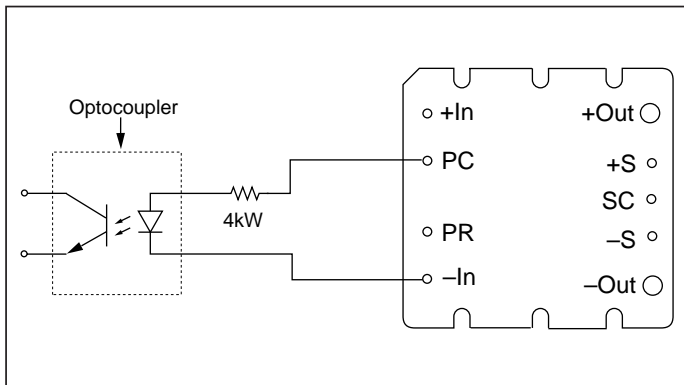 Optocoupler
4kW
+In
PC
PR
–In
+Out
+S
SC
–S
–Out